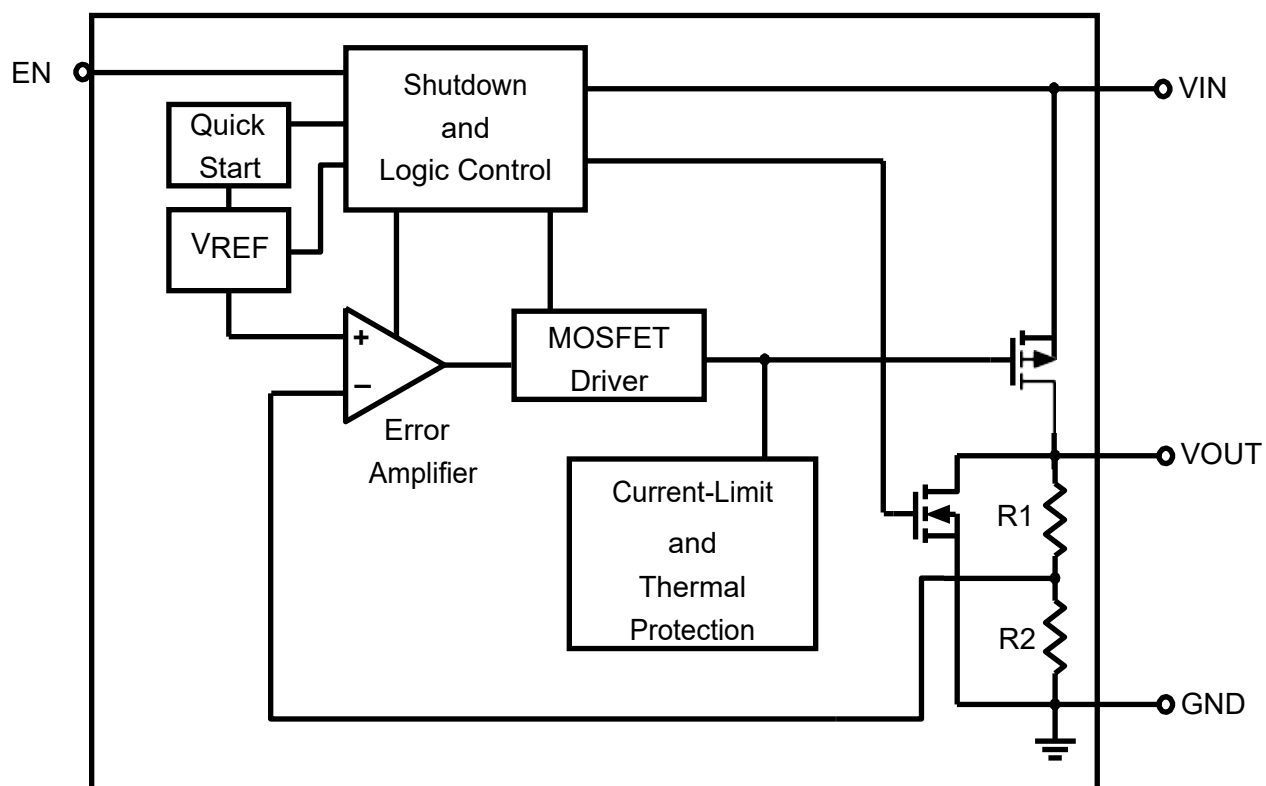 EN
Shutdown
and
Logic Control
VIN
Quick
Start
VREF
+
−
MOSFET
Driver
Error
Amplifier
VOUT
Current-Limit
and
Thermal
Protection
R1
R2
GND